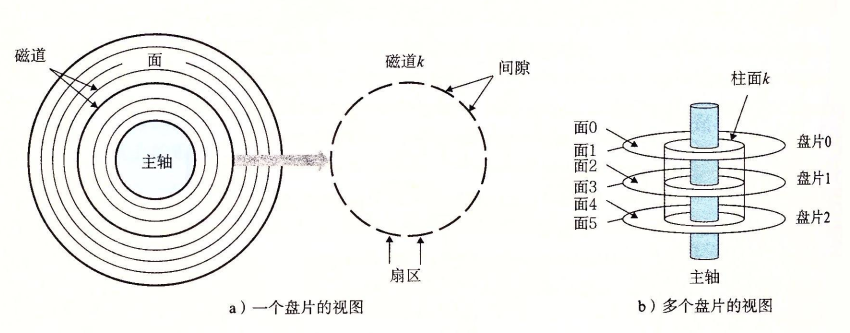 磁道
面
主轴
磁道k
间隙
扇区
a）一个盘片的视图
柱面k
面0
面1
面2
面3
面4
面5
盘片0
盘片1
盘片2
主轴
b）多个盘片的视图